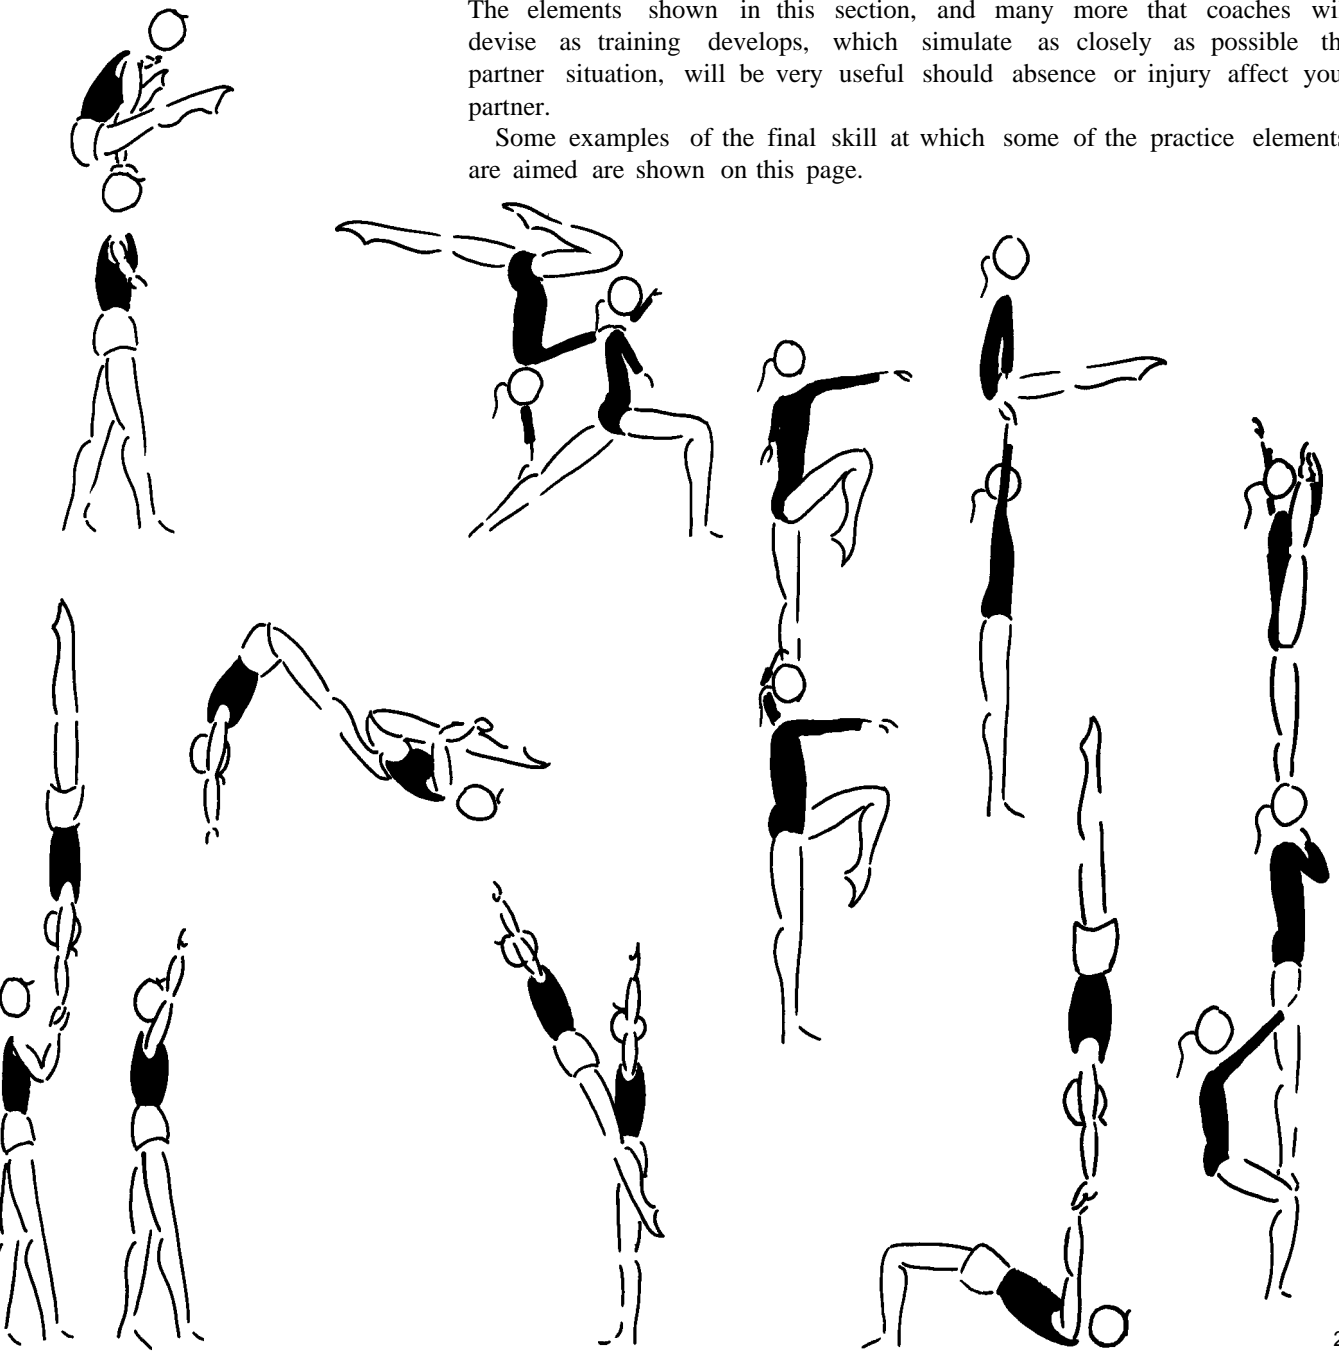 The elements shown in this section, and many more that coaches wi
devise as training develops, which simulate as closely as possible th
partner situation, will be very useful should absence or injury affect you
partner.
Some examples of the final skill at which some of the practice elements
are aimed are shown on this page.
2